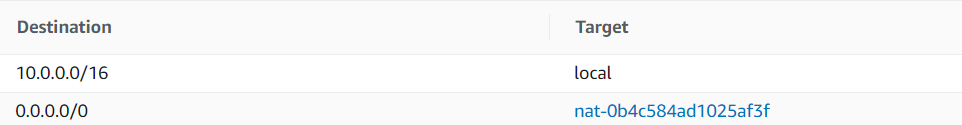 Destination Target
10.0.0.0/16 local
0.0.0.0/0 nat-0b4c584ad1025af3f